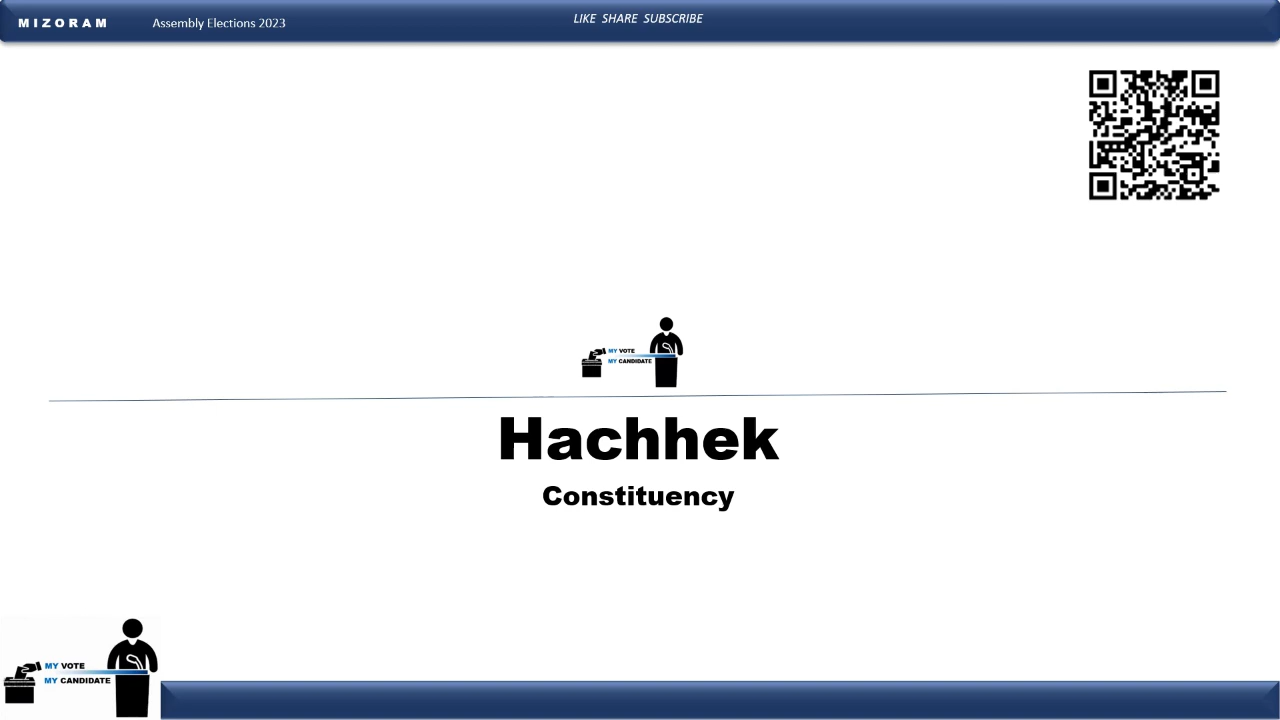 MIZORAM Assembly Elections 2023 LIKE SHARE SUBSCRIBE
MY VOTE
MY CANDIDATE
Hachhek
Constituency
MY VOTE
MY CANDIDATE